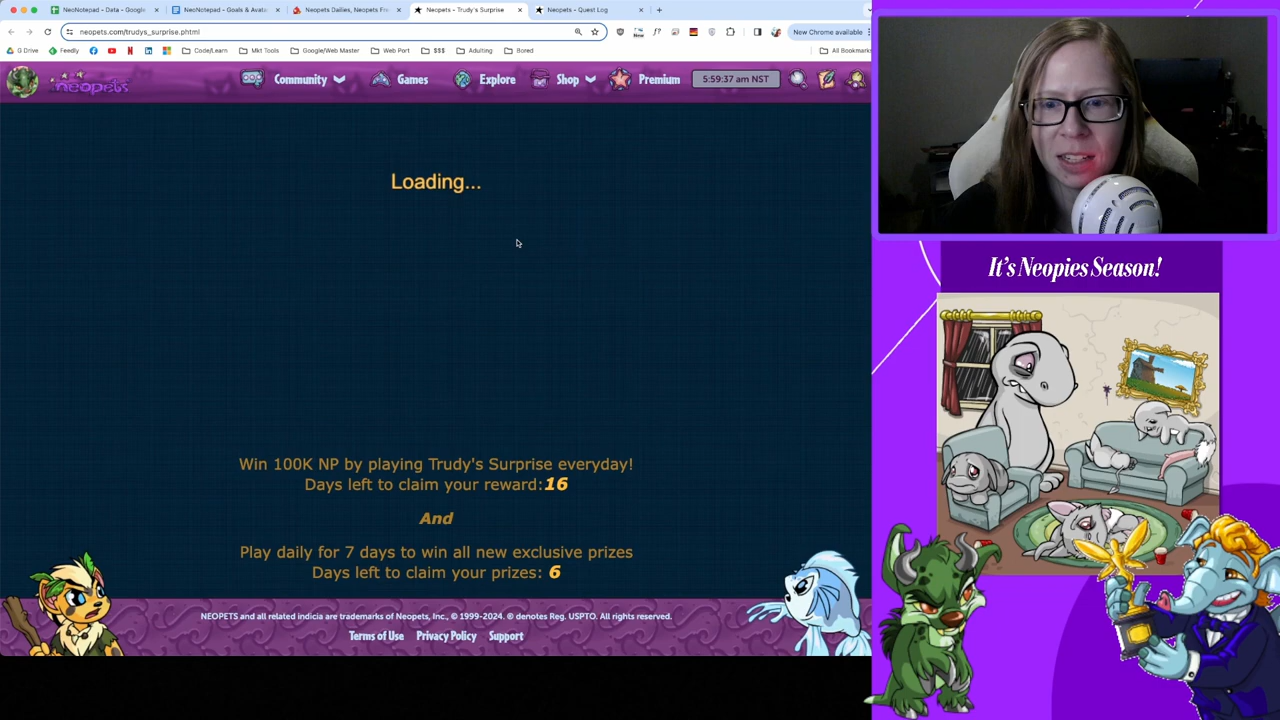 NeoNotepad - Data - Google
NeoNotepad - Goals & Avata
Neopets Dailies, Neopets Fre
Neopets - Trudy's Surprise
Neopets - Quest Log
neopets.com/trudys_surprise.phtml
New Chrome available
G Drive
Feedly
Code/Learn
Mkt Tools
Google/Web Master
Web Port
$$$
Adulting
Bored
All Bookmarks
neopets
Community
Games
Explore
Shop
Premium
5:59:37 am NST
Loading...
Win 100K NP by playing Trudy's Surprise everyday!
Days left to claim your reward:16
And
Play daily for 7 days to win all new exclusive prizes
Days left to claim your prizes: 6
NEOPETS and all related indicia are trademarks of Neopets, Inc., © 1999-2024. ® denotes Reg. USPTO. All rights reserved.
Terms of Use
Privacy Policy
Support
It's Neopies Season!